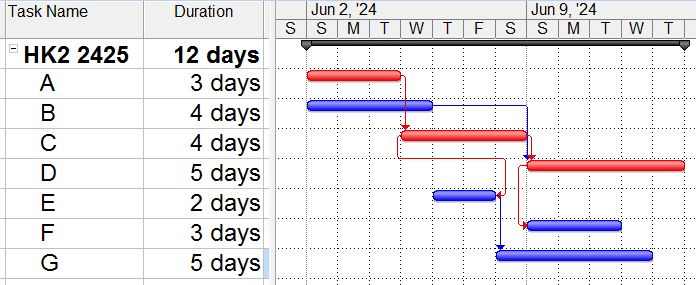 Task Name Duration Jun 2, '24 Jun 9, '24
S S M T W T F S S M T W T
HK2 2425 12 days
A 3 days
B 4 days
C 4 days
D 5 days
E 2 days
F 3 days
G 5 days